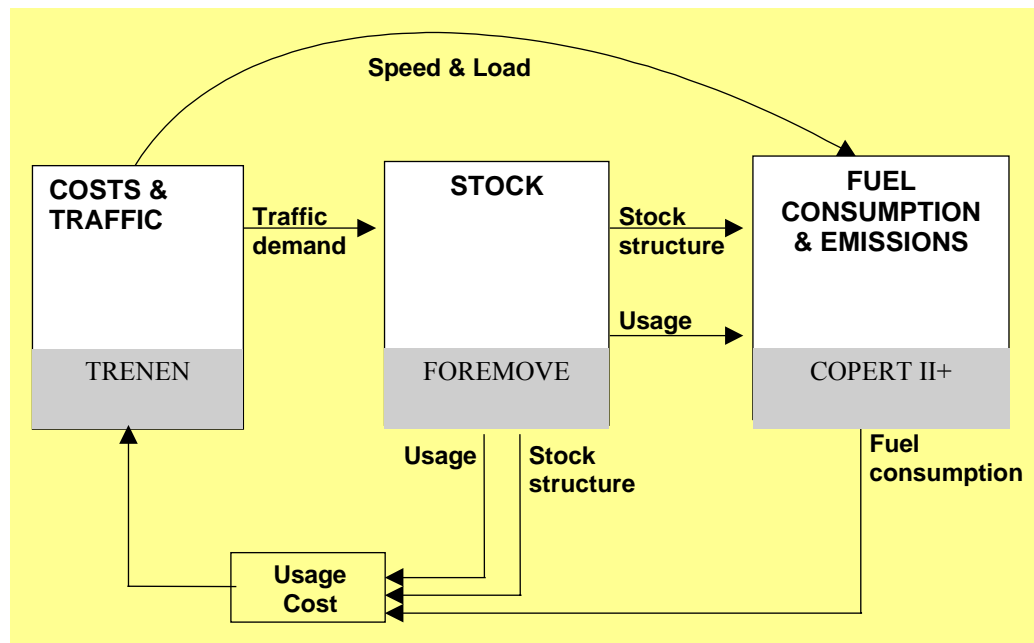 Speed & Load
COSTS &
TRAFFIC
TRENEN
Traffic
demand
STOCK
FOREMOVE
Stock
structure
Usage
FUEL
CONSUMPTION
& EMISSIONS
COPERT II+
Usage
Stock
structure
Fuel
consumption
Usage
Cost